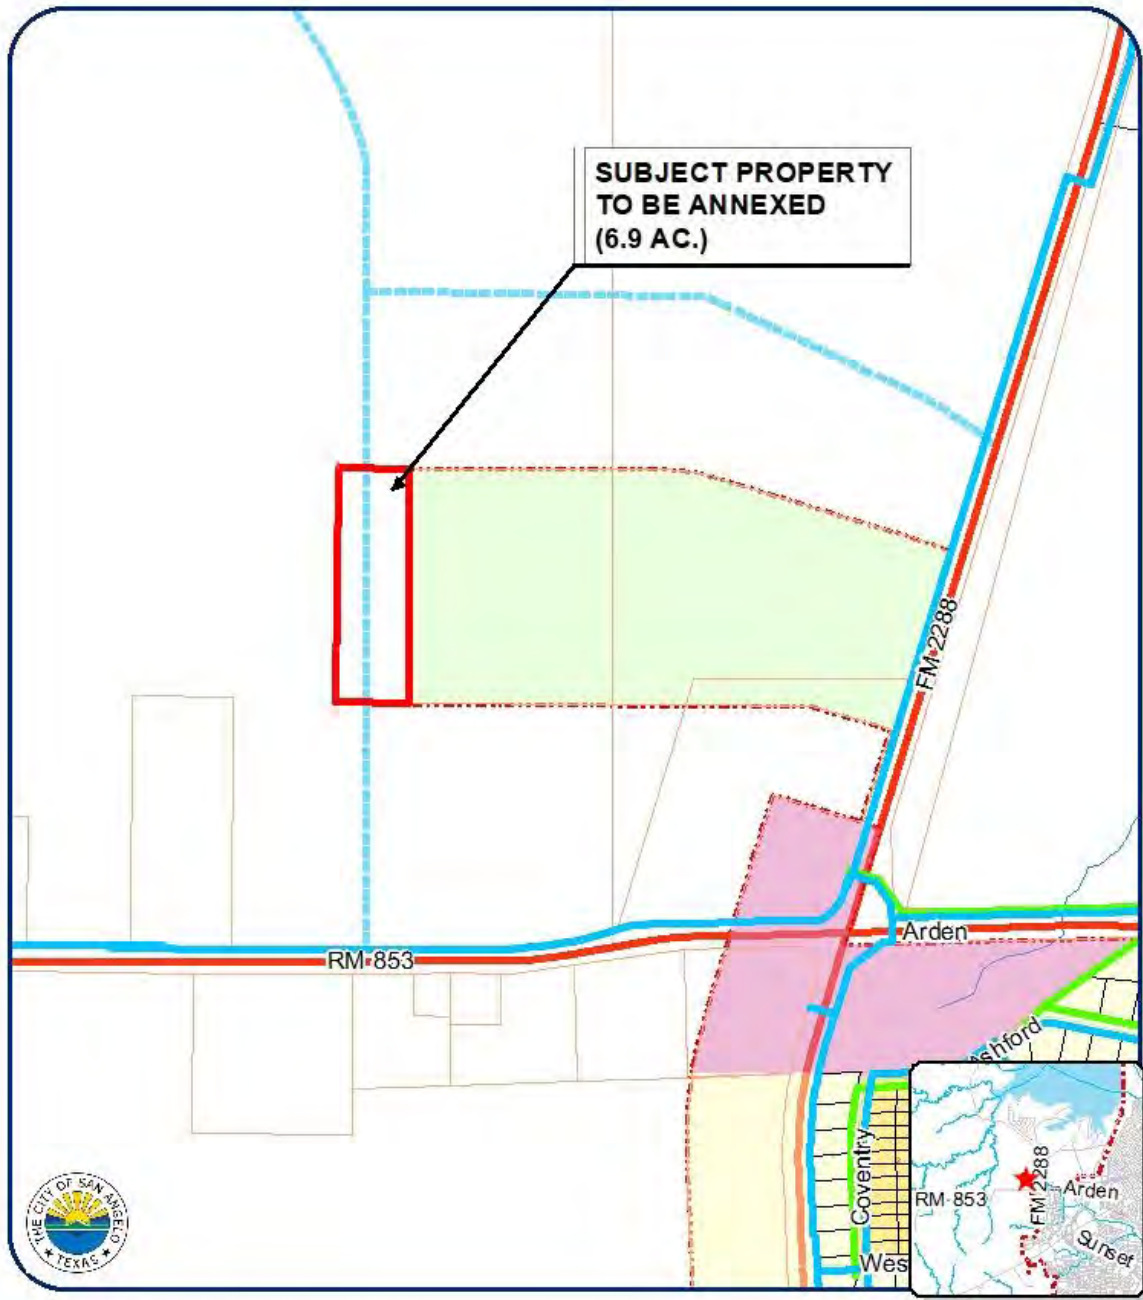 SUBJECT PROPERTY
TO BE ANNEXED
(6.9 AC.)
FM 2288
Arden
RM 853
Ashford
Coventry
Wes
RM 853
FM 2288
Arden
Sunset
THE CITY OF SAN ANGELO
TEXAS